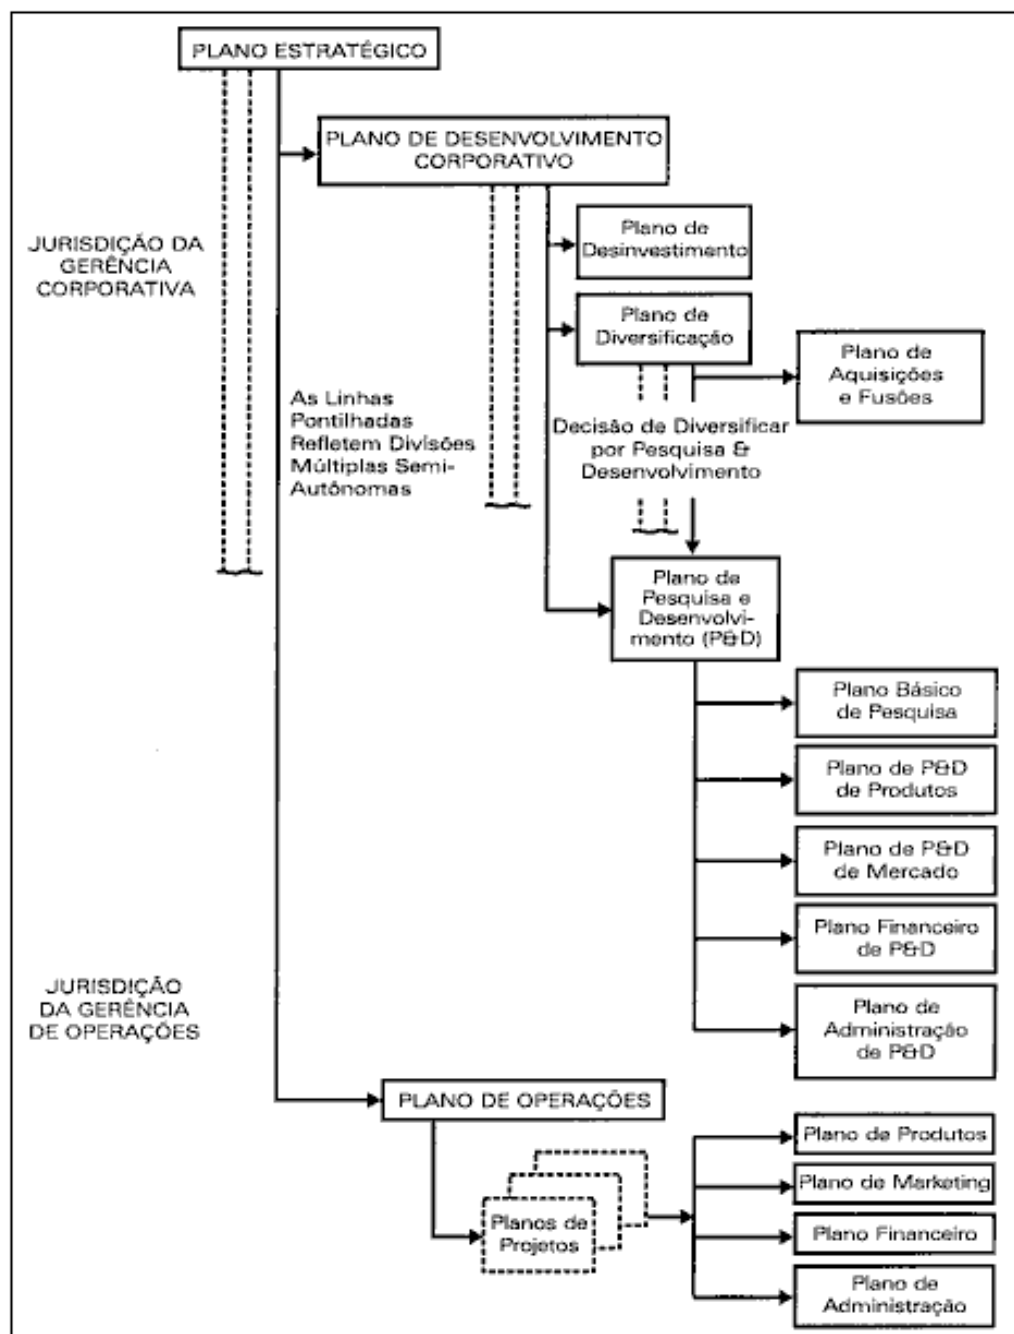 PLANO ESTRATÉGICO
PLANO DE DESENVOLVIMENTO
CORPORATIVO
JURISDIÇÃO DA
GERÊNCIA
CORPORATIVA
Plano de
Desinvestimento
Plano de
Diversificação
Plano de
Aquisições
e Fusões
As Linhas
Pontilhadas
Refletem Divisões
Múltiplas Semi-
Autônomas
Decisão de Diversificar
por Pesquisa &
Desenvolvimento
Plano de
Pesquisa e
Desenvolvi-
mento (P&D)
Plano Básico
de Pesquisa
Plano de P&D
de Produtos
Plano de P&D
de Mercado
Plano Financeiro
de P&D
Plano de
Administração
de P&D
JURISDIÇÃO
DA GERÊNCIA
DE OPERAÇÕES
PLANO DE OPERAÇÕES
Planos de
Projetos
Plano de Produtos
Plano de Marketing
Plano Financeiro
Plano de
Administração